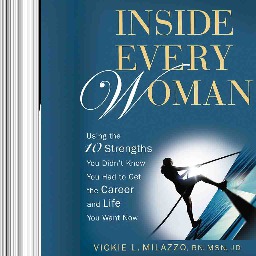 INSIDE
EVERY
WOMAN
Using the
10 Strengths
You Didn't Know
You Had to Get
the Career
and Life
You Want Now
VICKIE L. MILAZZO, RN, MSN, JD